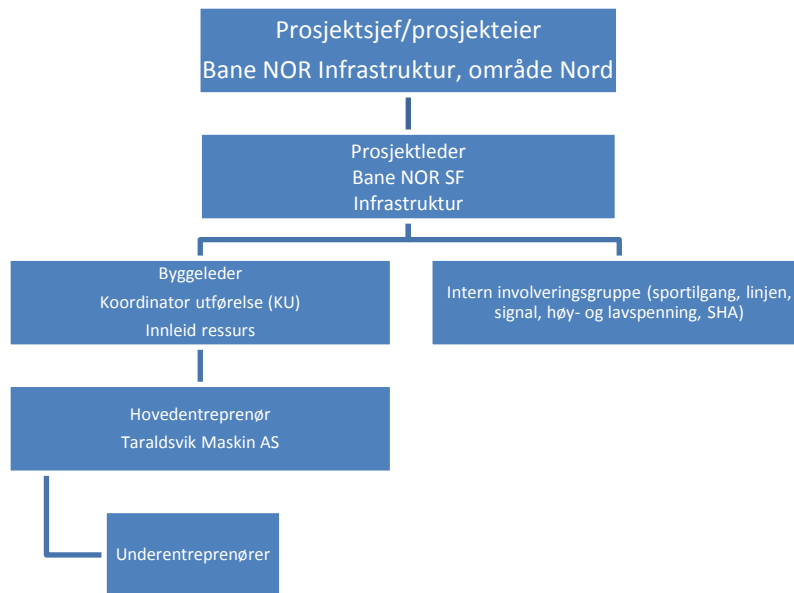 Prosjektsjef/prosjekteier
Bane NOR Infrastruktur, område Nord
Prosjektleder
Bane NOR SF
Infrastruktur
Byggeleder
Koordinator utførelse (KU)
Innleid ressurs
Intern involveringsgruppe (sportilgang, linjen,
signal, høy- og lavspenning, SHA)
Hovedentreprenør
Taraldsvik Maskin AS
Underentreprenører